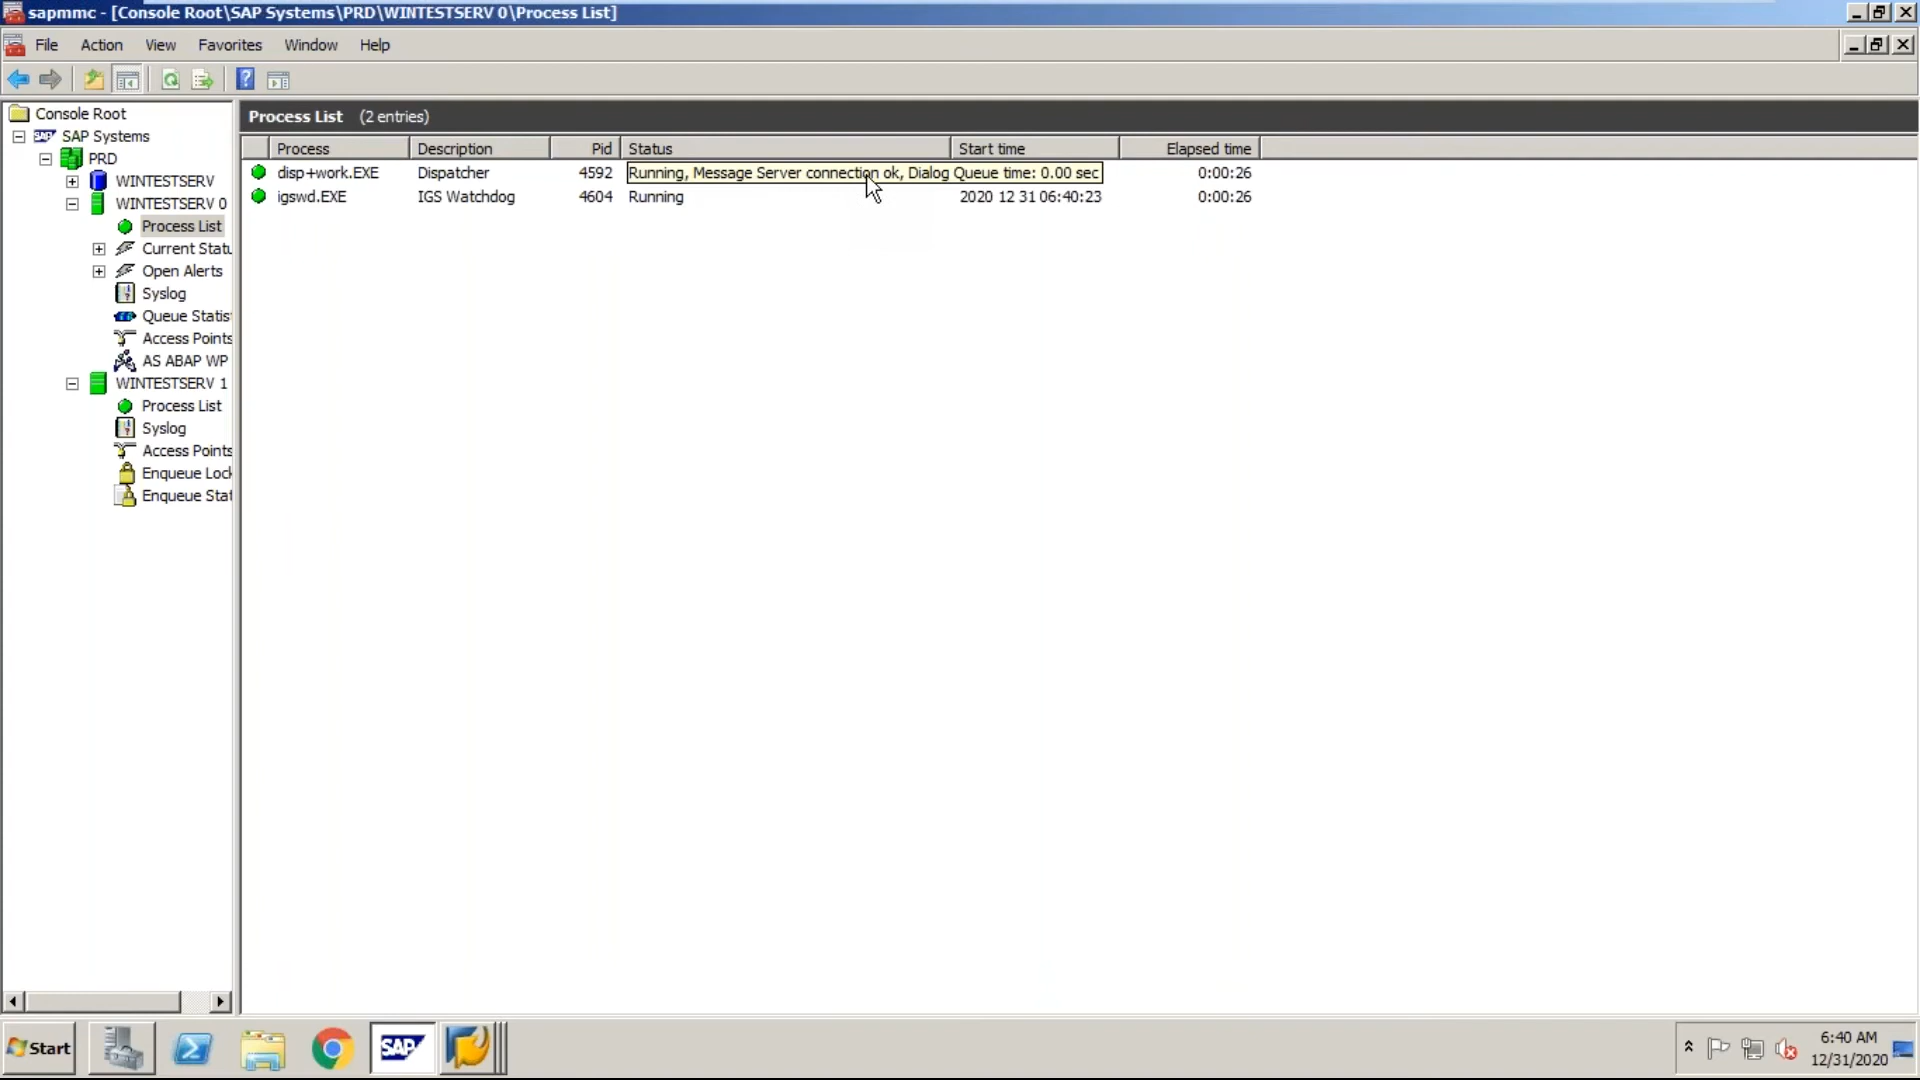 sapmmc - [Console Root\SAP Systems\PRD\WINTESTSERV 0\Process List]
File Action View Favorites Window Help
Console Root
SAP Systems
PRD
WINTESTSERV
WINTESTSERV 0
Process List
Current Statu
Open Alerts
Syslog
Queue Statis
Access Points
AS ABAP WP
WINTESTSERV 1
Process List
Syslog
Access Points
Enqueue Lock
Enqueue Stat
Process List (2 entries)
Process Description Pid Status Start time Elapsed time
disp+work.EXE Dispatcher 4592 Running, Message Server connection ok, Dialog Queue time: 0.00 sec 0:00:26
igswd.EXE IGS Watchdog 4604 Running 2020 12 31 06:40:23 0:00:26
Start
SAP
6:40 AM
12/31/2020